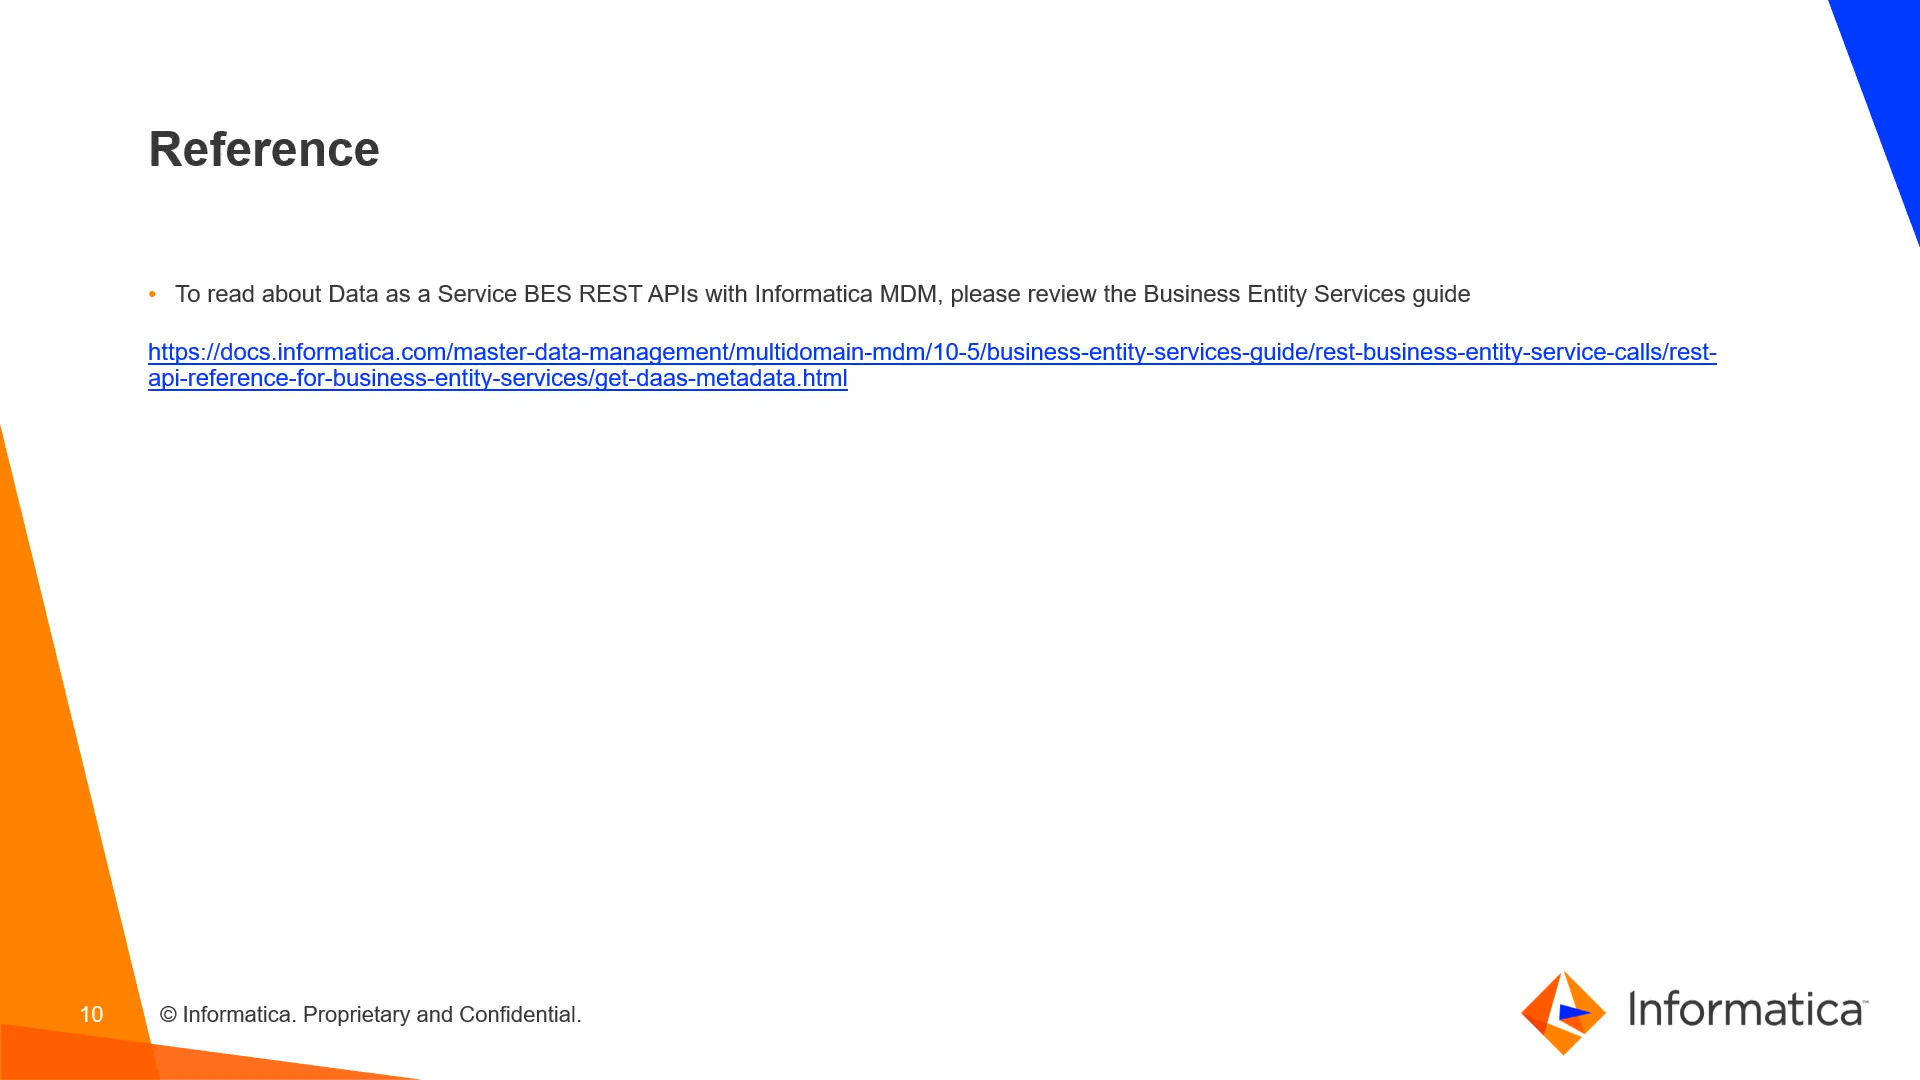 Reference
• To read about Data as a Service BES REST APIs with Informatica MDM, please review the Business Entity Services guide
https://docs.informatica.com/master-data-management/multidomain-mdm/10-5/business-entity-services-guide/rest-business-entity-service-calls/rest-
api-reference-for-business-entity-services/get-daas-metadata.html
10 © Informatica. Proprietary and Confidential.
Informatica™